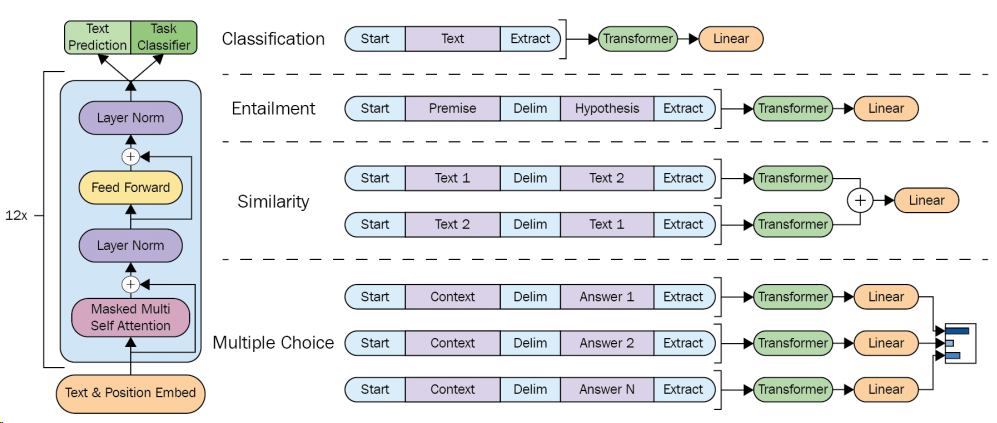 Text
Prediction
Task
Classifier
Layer Norm
+
Feed Forward
12x
Layer Norm
+
Masked Multi
Self Attention
Text & Position Embed
Classification
Start
Text
Extract
Transformer
Linear
Entailment
Start
Premise
Delim
Hypothesis
Extract
Transformer
Linear
Similarity
Start
Text 1
Delim
Text 2
Extract
Transformer
Start
Text 2
Delim
Text 1
Extract
Transformer
+
Linear
Multiple Choice
Start
Context
Delim
Answer 1
Extract
Transformer
Linear
Start
Context
Delim
Answer 2
Extract
Transformer
Linear
Start
Context
Delim
Answer N
Extract
Transformer
Linear